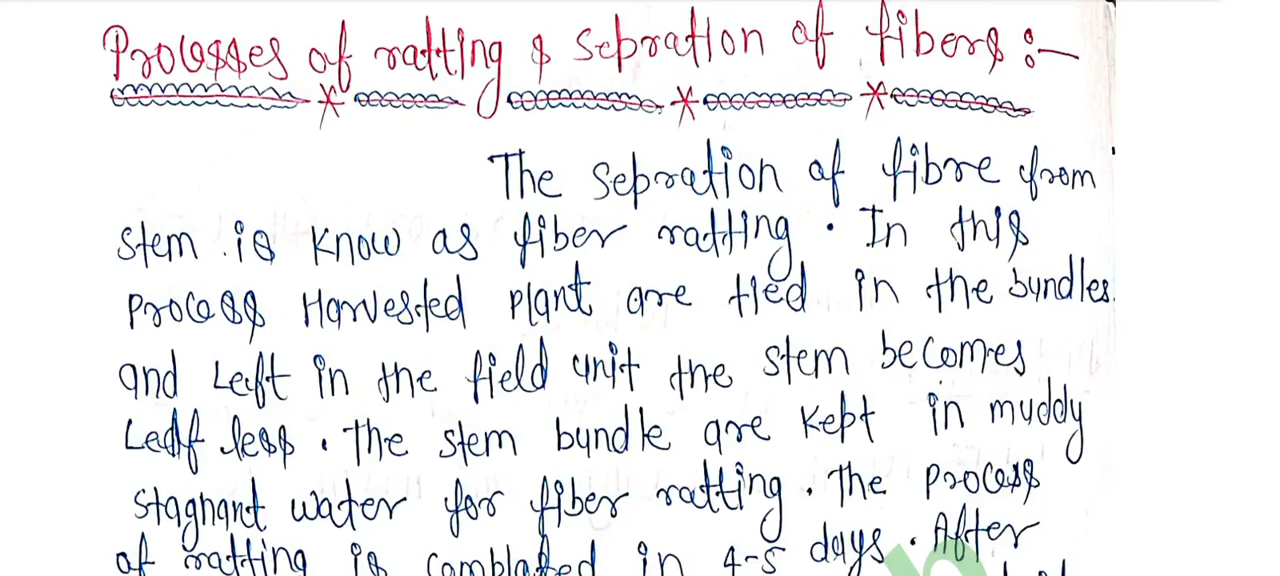 Processes of ratting & Sebration of fibers :-
The sebration of fibre from
stem is know as fiber ratting . In this
Process Harvested plant are tied in the bundles.
and Left in the field unit the stem becomes
Leaf less . The stem bundle are kept in muddy
stagnant water for fiber ratting . The process
of ratting is combleted in 4-5 days . After